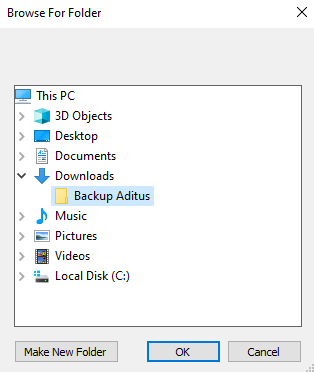 Browse For Folder
This PC
3D Objects
Desktop
Documents
Downloads
Backup Aditus
Music
Pictures
Videos
Local Disk (C:)
Make New Folder
OK
Cancel